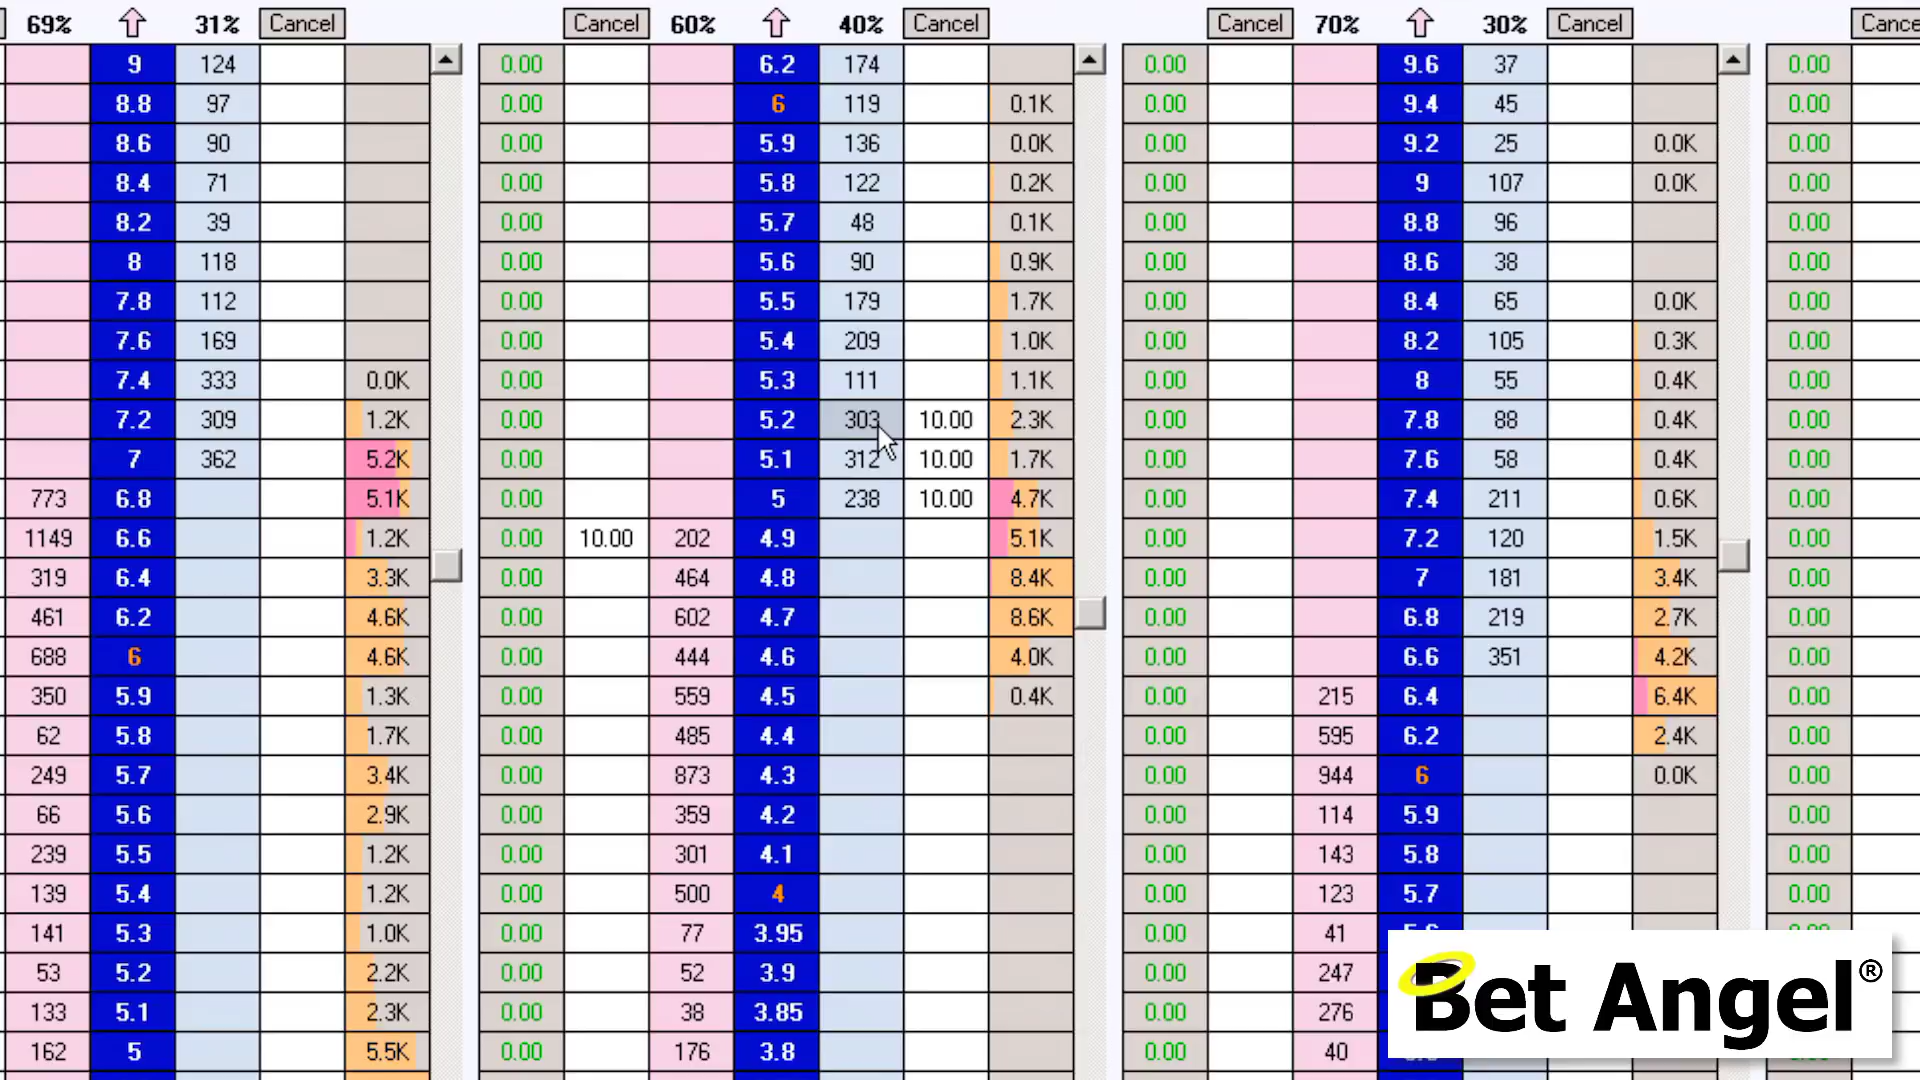 69% 31% Cancel Cancel 60% 40% Cancel Cancel 70% 30% Cancel
9 124 0.00 6.2 174 0.00 9.6 37 0.00
8.8 97 0.00 6 119 0.1K 0.00 9.4 45 0.00
8.6 90 0.00 5.9 136 0.0K 0.00 9.2 25 0.0K 0.00
8.4 71 0.00 5.8 122 0.2K 0.00 9 107 0.0K 0.00
8.2 39 0.00 5.7 48 0.1K 0.00 8.8 96 0.00
8 118 0.00 5.6 90 0.9K 0.00 8.6 38 0.00
7.8 112 0.00 5.5 179 1.7K 0.00 8.4 65 0.0K 0.00
7.6 169 0.00 5.4 209 1.0K 0.00 8.2 105 0.3K 0.00
7.4 333 0.0K 0.00 5.3 111 1.1K 0.00 8 55 0.4K 0.00
7.2 309 1.2K 0.00 5.2 303 10.00 2.3K 0.00 7.8 88 0.4K 0.00
7 362 5.2K 0.00 5.1 312 10.00 1.7K 0.00 7.6 58 0.4K 0.00
773 6.8 5.1K 0.00 5 238 10.00 4.7K 0.00 7.4 211 0.6K 0.00
1149 6.6 1.2K 0.00 10.00 202 4.9 5.1K 0.00 7.2 120 1.5K 0.00
319 6.4 3.3K 0.00 464 4.8 8.4K 0.00 7 181 3.4K 0.00
461 6.2 4.6K 0.00 602 4.7 8.6K 0.00 6.8 219 2.7K 0.00
688 6 4.6K 0.00 444 4.6 4.0K 0.00 6.6 351 4.2K 0.00
350 5.9 1.3K 0.00 559 4.5 0.4K 0.00 215 6.4 6.4K 0.00
62 5.8 1.7K 0.00 485 4.4 0.00 595 6.2 2.4K 0.00
249 5.7 3.4K 0.00 873 4.3 0.00 944 6 0.0K 0.00
66 5.6 2.9K 0.00 359 4.2 0.00 114 5.9 0.00
239 5.5 1.2K 0.00 301 4.1 0.00 143 5.8 0.00
139 5.4 1.2K 0.00 500 4 0.00 123 5.7 0.00
141 5.3 1.0K 0.00 77 3.95 0.00 41
53 5.2 2.2K 0.00 52 3.9 0.00 247
133 5.1 2.3K 0.00 38 3.85 0.00 276
162 5 5.5K 0.00 176 3.8 0.00 40
Bet Angel®